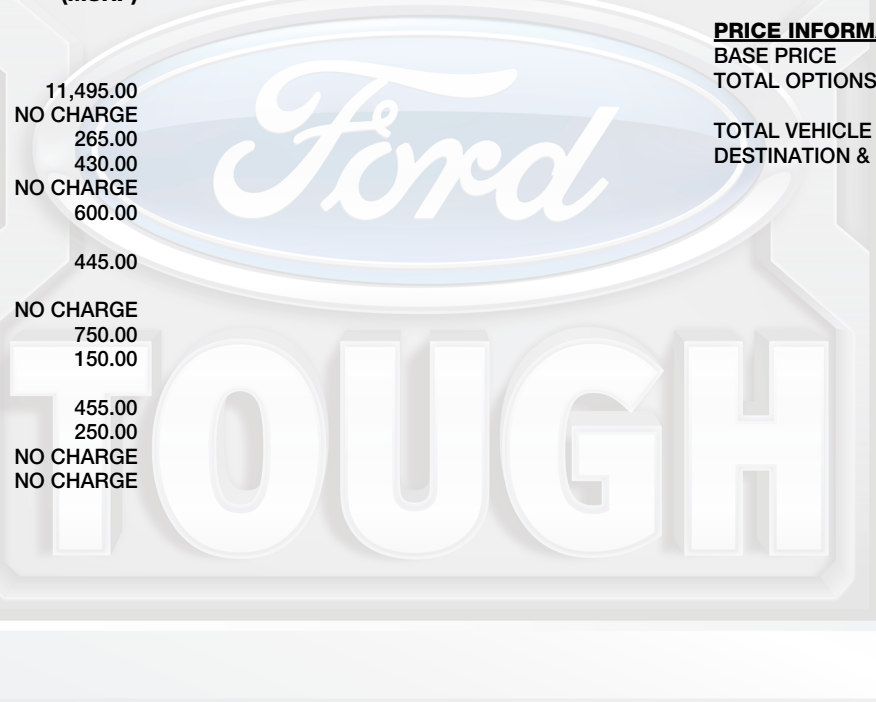 (MSRP)
11,495.00
NO CHARGE
265.00
430.00
NO CHARGE
600.00
445.00
NO CHARGE
750.00
150.00
455.00
250.00
NO CHARGE
NO CHARGE
PRICE INFORM
BASE PRICE
TOTAL OPTIONS
TOTAL VEHICLE
DESTINATION &
Ford
TOUGH